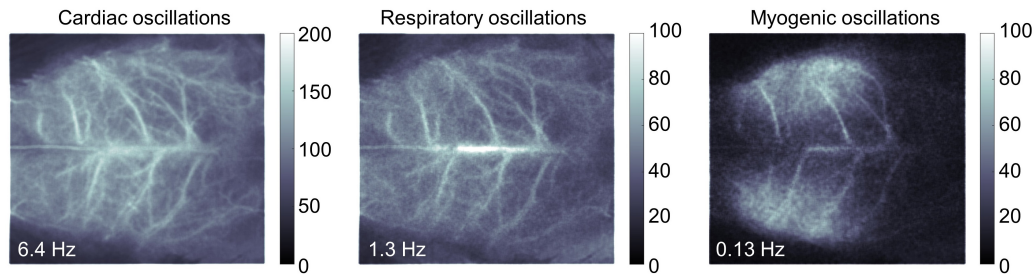 Cardiac oscillations
Respiratory oscillations
Myogenic oscillations
200
150
100
50
0
100
80
60
40
20
0
100
80
60
40
20
0
6.4 Hz
1.3 Hz
0.13 Hz